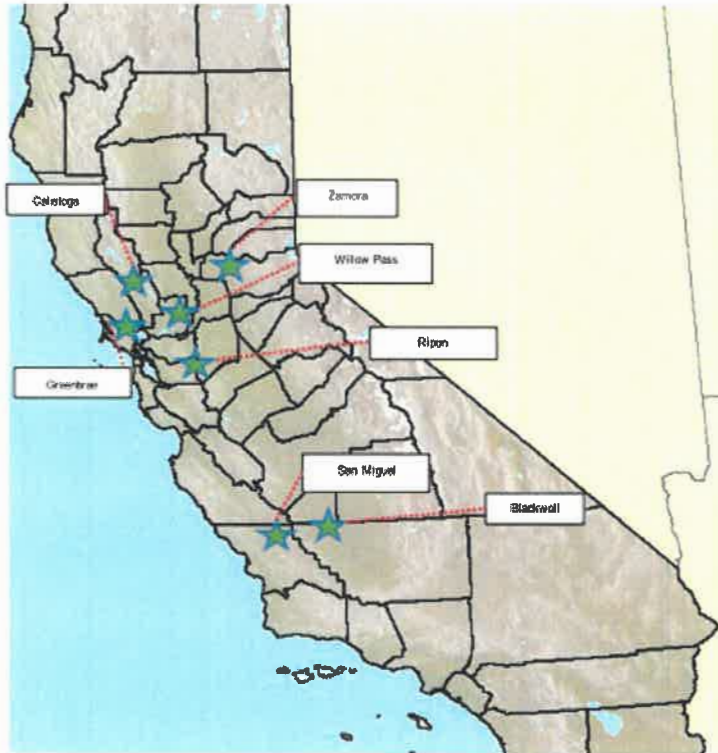 Zamora
Calistoga
Willow Pass
Ripon
Greenbrae
San Miguel
Blackwell